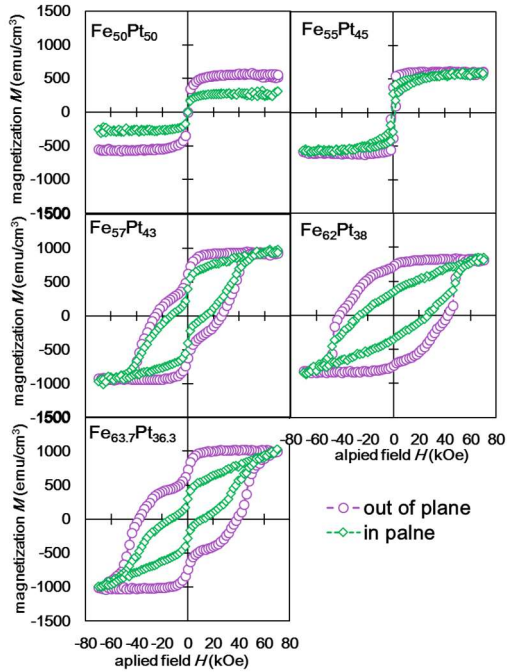 Fe50Pt50
Fe55Pt45
magnetization M (emu/cm³)
1500
1000
500
0
-500
-1000
-1500
Fe57Pt43
Fe62Pt38
magnetization M (emu/cm³)
1500
1000
500
0
-500
-1000
-1500
-80 -60 -40 -20 0 20 40 60 80
alpied field H (kOe)
Fe63.7Pt36.3
magnetization M (emu/cm³)
1500
1000
500
0
-500
-1000
-1500
-80 -60 -40 -20 0 20 40 60 80
aplied field H (kOe)
out of plane
in palne